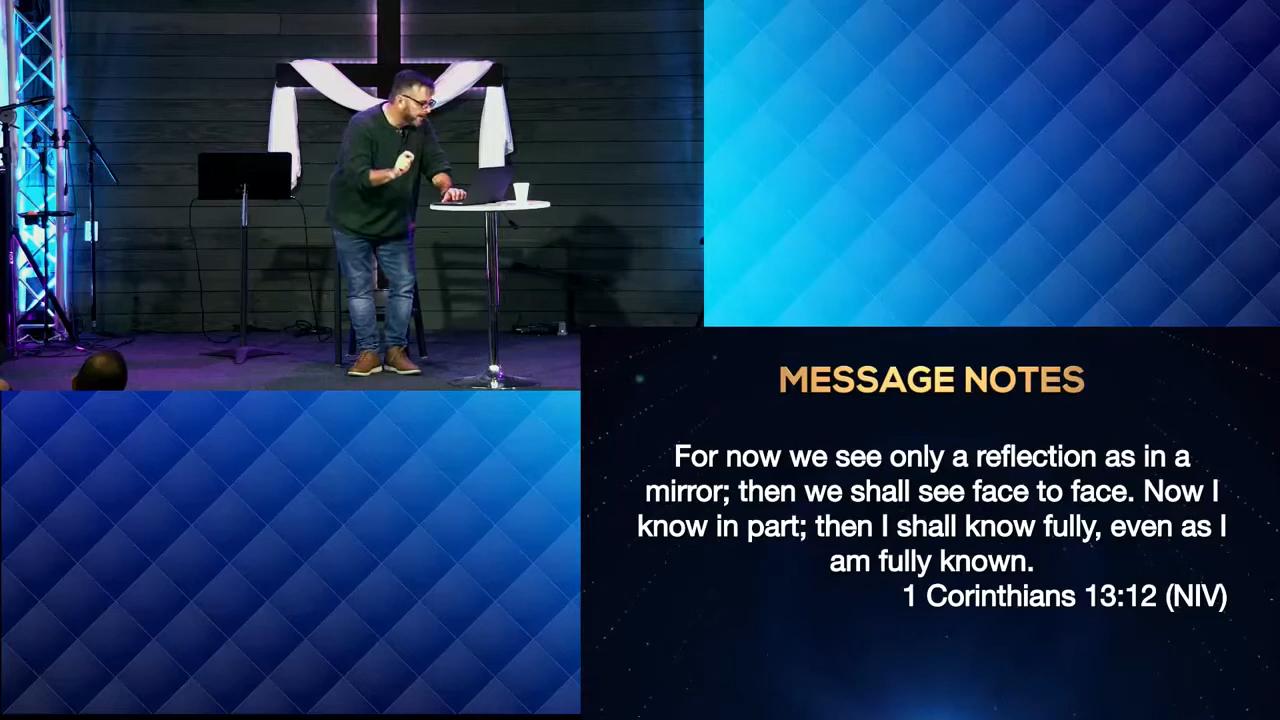 MESSAGE NOTES
For now we see only a reflection as in a
mirror; then we shall see face to face. Now I
know in part; then I shall know fully, even as I
am fully known.
1 Corinthians 13:12 (NIV)